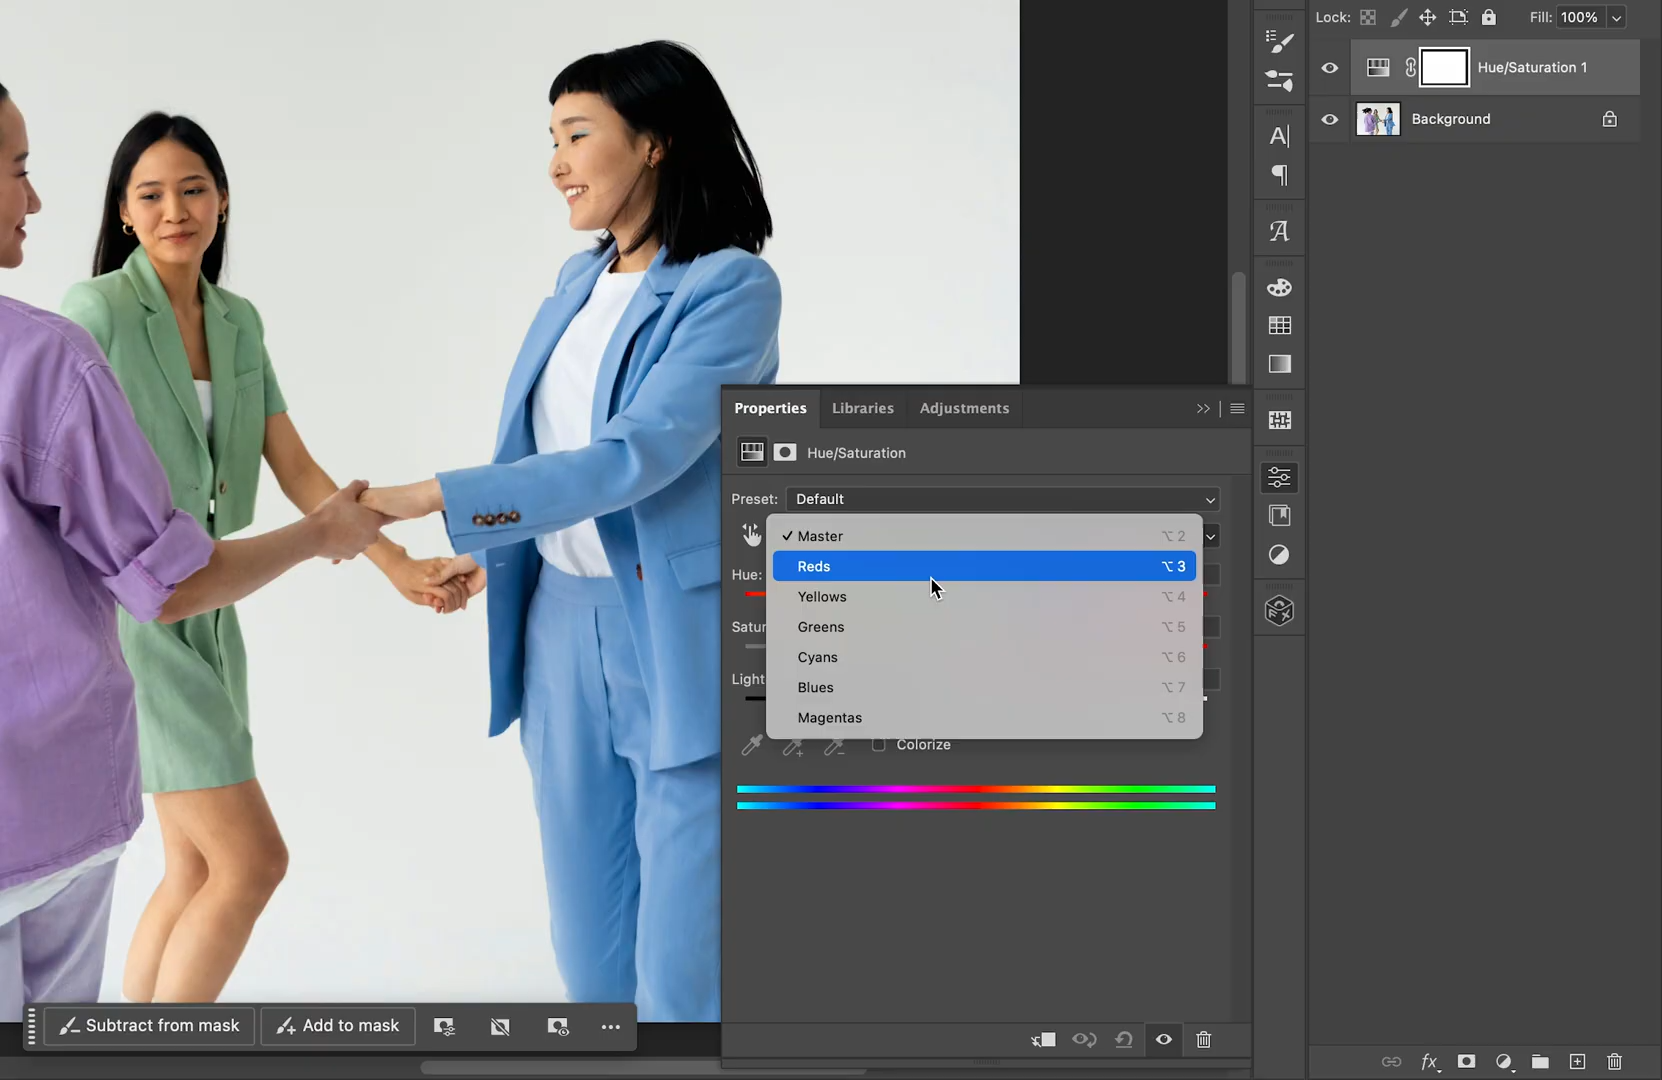 Lock:
Fill: 100%
Hue/Saturation 1
Background
Properties Libraries Adjustments
Hue/Saturation
Preset: Default
✓ Master ⌥ 2
Reds ⌥ 3
Hue:
Yellows ⌥ 4
Satur
Greens ⌥ 5
Cyans ⌥ 6
Light
Blues ⌥ 7
Magentas ⌥ 8
Colorize
Subtract from mask Add to mask
fx